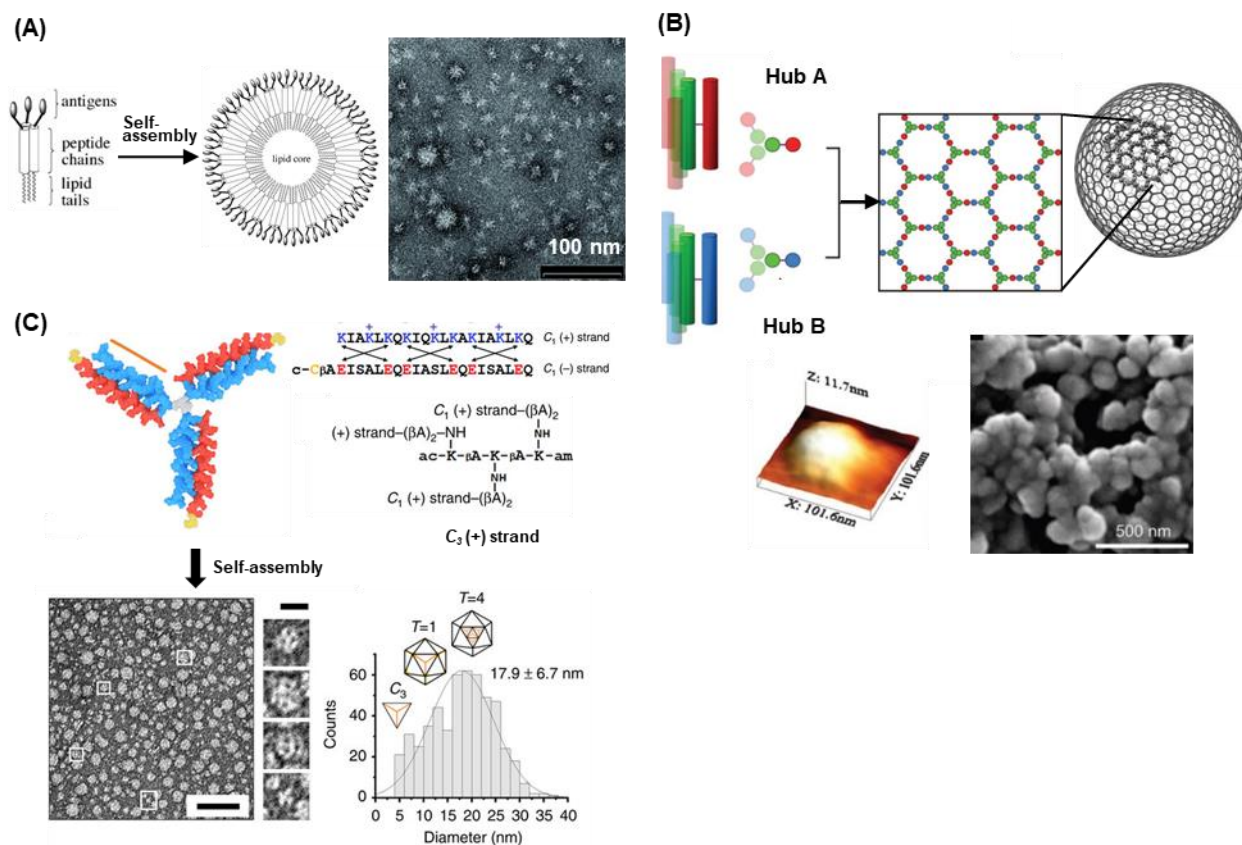 (A)
antigens
peptide
chains
lipid
tails
Self-
assembly
lipid core
100 nm
(B)
Hub A
Hub B
Z: 11.7nm
X: 101.6nm
Y: 101.6nm
500 nm
(C)
+ + +
KIAKLKQKIQKLKAKIAKLKQ C1 (+) strand
c-CβAEISALEQEIASLEQEISALEQ C1 (–) strand
C1 (+) strand–(βA)2
(+) strand–(βA)2–NH
NH
ac-K-βA-K-βA-K-am
NH
C1 (+) strand–(βA)2
C3 (+) strand
Self-assembly
T=4
T=1
C3
17.9 ± 6.7 nm
Counts
60
40
20
0
0 5 10 15 20 25 30 35 40
Diameter (nm)